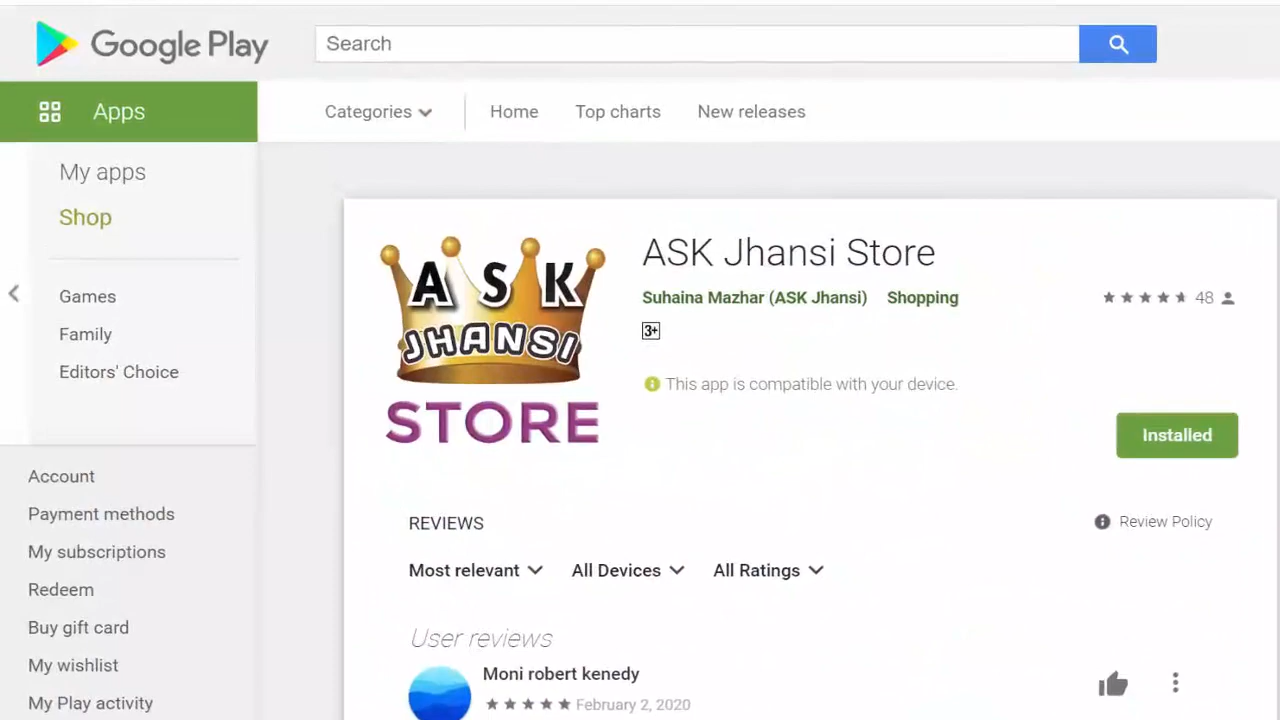 Google Play
Search
Apps
Categories
Home
Top charts
New releases
My apps
Shop
Games
Family
Editors' Choice
Account
Payment methods
My subscriptions
Redeem
Buy gift card
My wishlist
My Play activity
ASK
JHANSI
STORE
ASK Jhansi Store
Suhaina Mazhar (ASK Jhansi) Shopping
48
3+
This app is compatible with your device.
Installed
REVIEWS
Review Policy
Most relevant
All Devices
All Ratings
User reviews
Moni robert kenedy
February 2, 2020